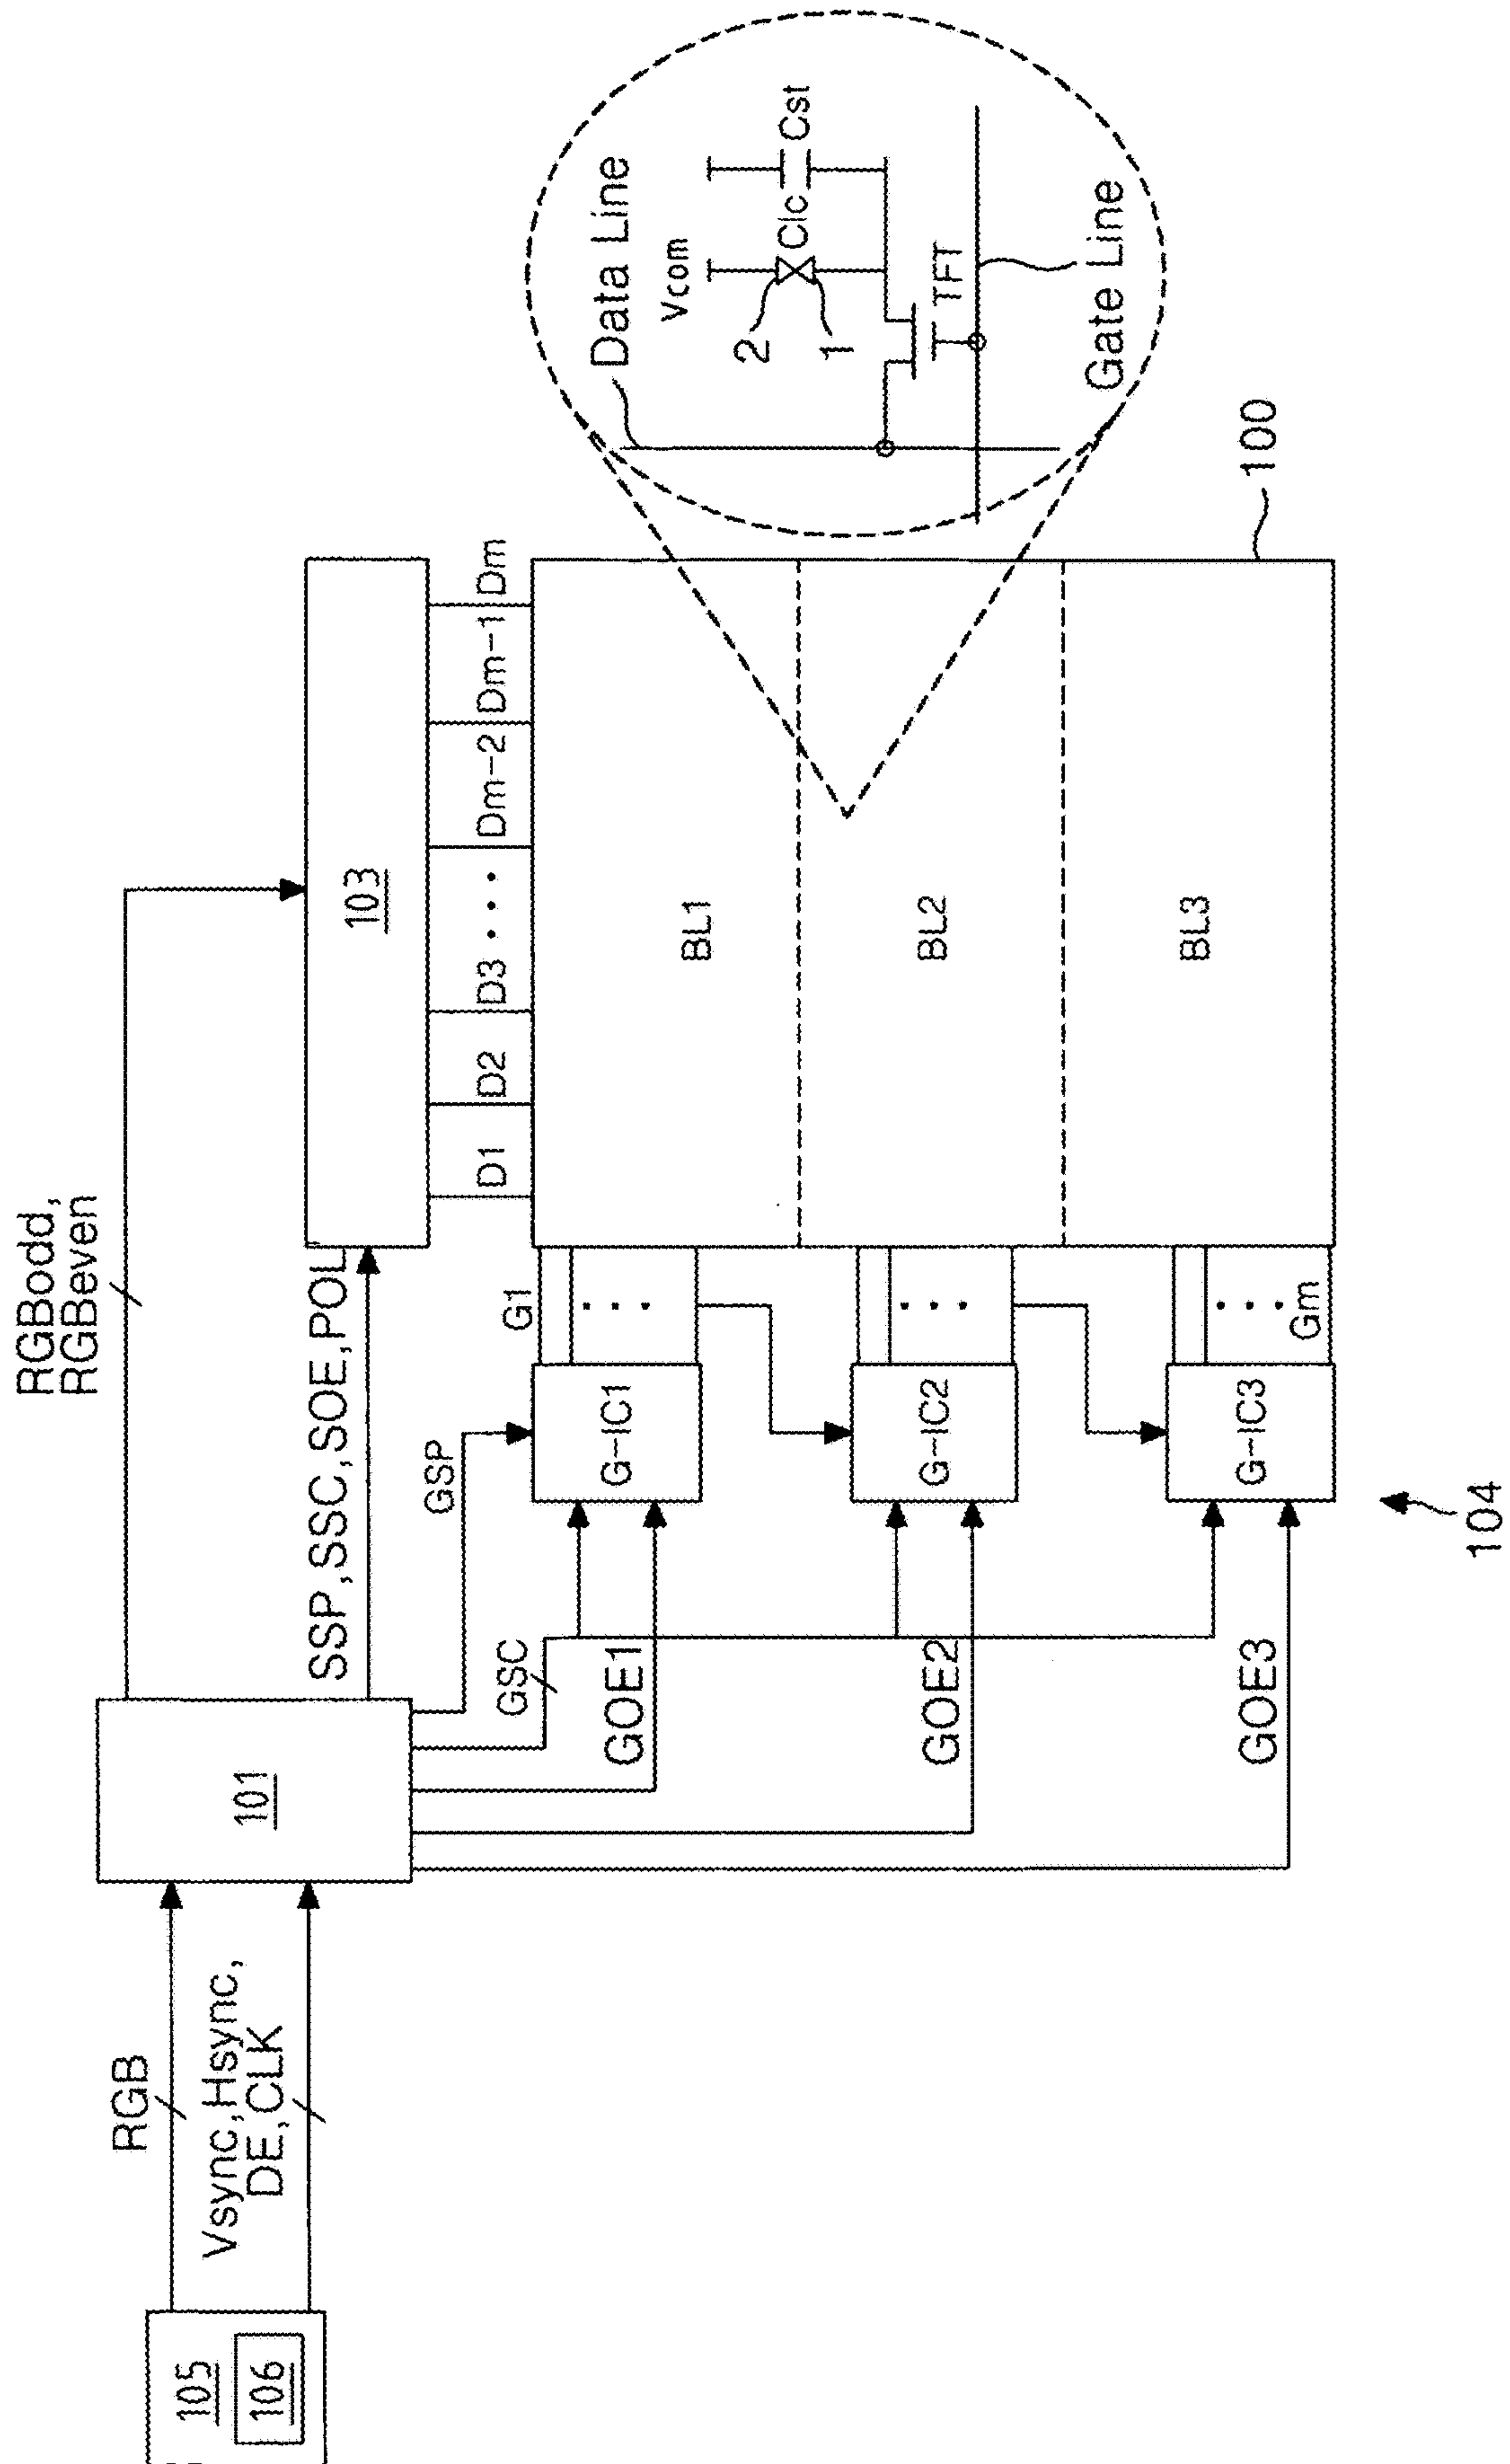 105
106
RGB
Vsync,Hsync,
DE,CLK
101
RGBodd,
RGBeven
SSP,SSC,SOE,POL
GSP
GSC
GOE1
GOE2
GOE3
103
D1
D2
D3
Dm-2
Dm-1
Dm
G1
G-IC1
G-IC2
G-IC3
Gm
104
BL1
BL2
BL3
100
Data Line
Vcom
2
1
Clc
Cst
TFT
Gate Line